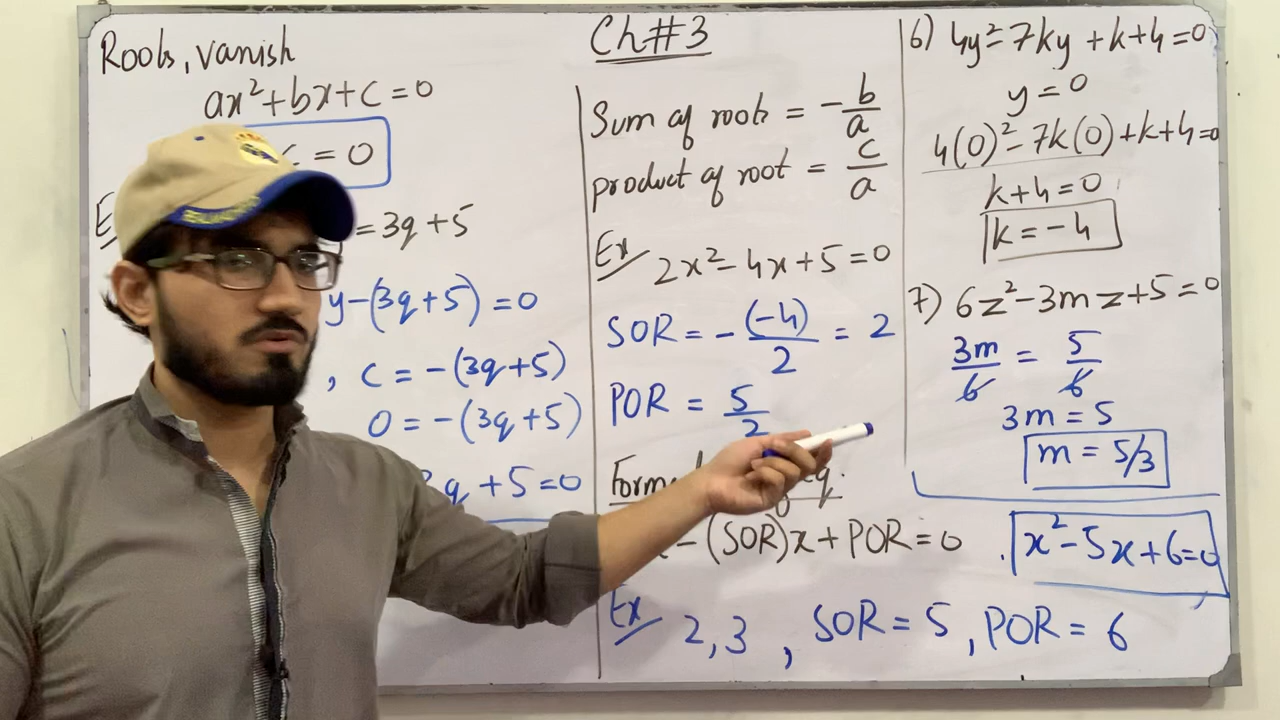 Roots, vanish
ax²+bx+c=0
c = 0
= 3q+5
y-(3q+5)=0
, c = -(3q+5)
0 = -(3q+5)
q +5=0
Ch#3
Sum of roots = - b/a
product of root = c/a
Ex 2x²-4x+5=0
SOR = - (-4)/2 = 2
POR = 5/2
eq.
- (SOR)x + POR = 0
Ex 2,3 , SOR = 5, POR = 6
6) 4y²-7ky+k+4=0
y=0
4(0)²-7k(0)+k+4=0
k+4=0
k=-4
7) 6z²-3mz+5=0
3m/6 = 5/6
3m = 5
m = 5/3
x²-5x+6=0